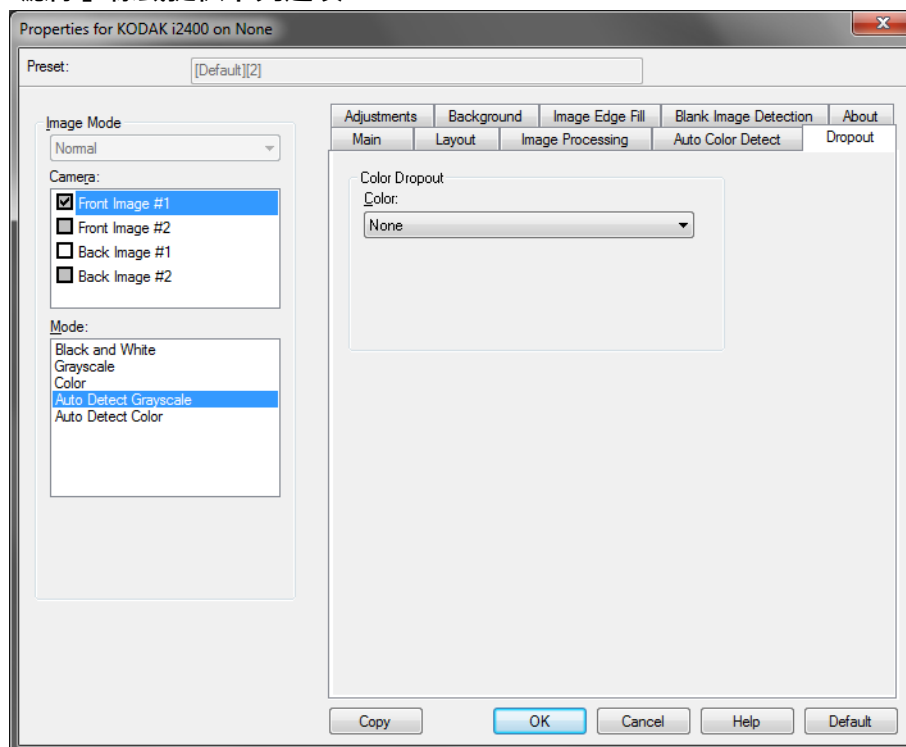 Properties for KODAK i2400 on None
Preset:
[Default][2]
Image Mode
Normal
Camera:
Front Image #1
Front Image #2
Back Image #1
Back Image #2
Mode:
Black and White
Grayscale
Color
Auto Detect Grayscale
Auto Detect Color
Adjustments
Background
Image Edge Fill
Blank Image Detection
About
Main
Layout
Image Processing
Auto Color Detect
Dropout
Color Dropout
Color:
None
Copy
OK
Cancel
Help
Default